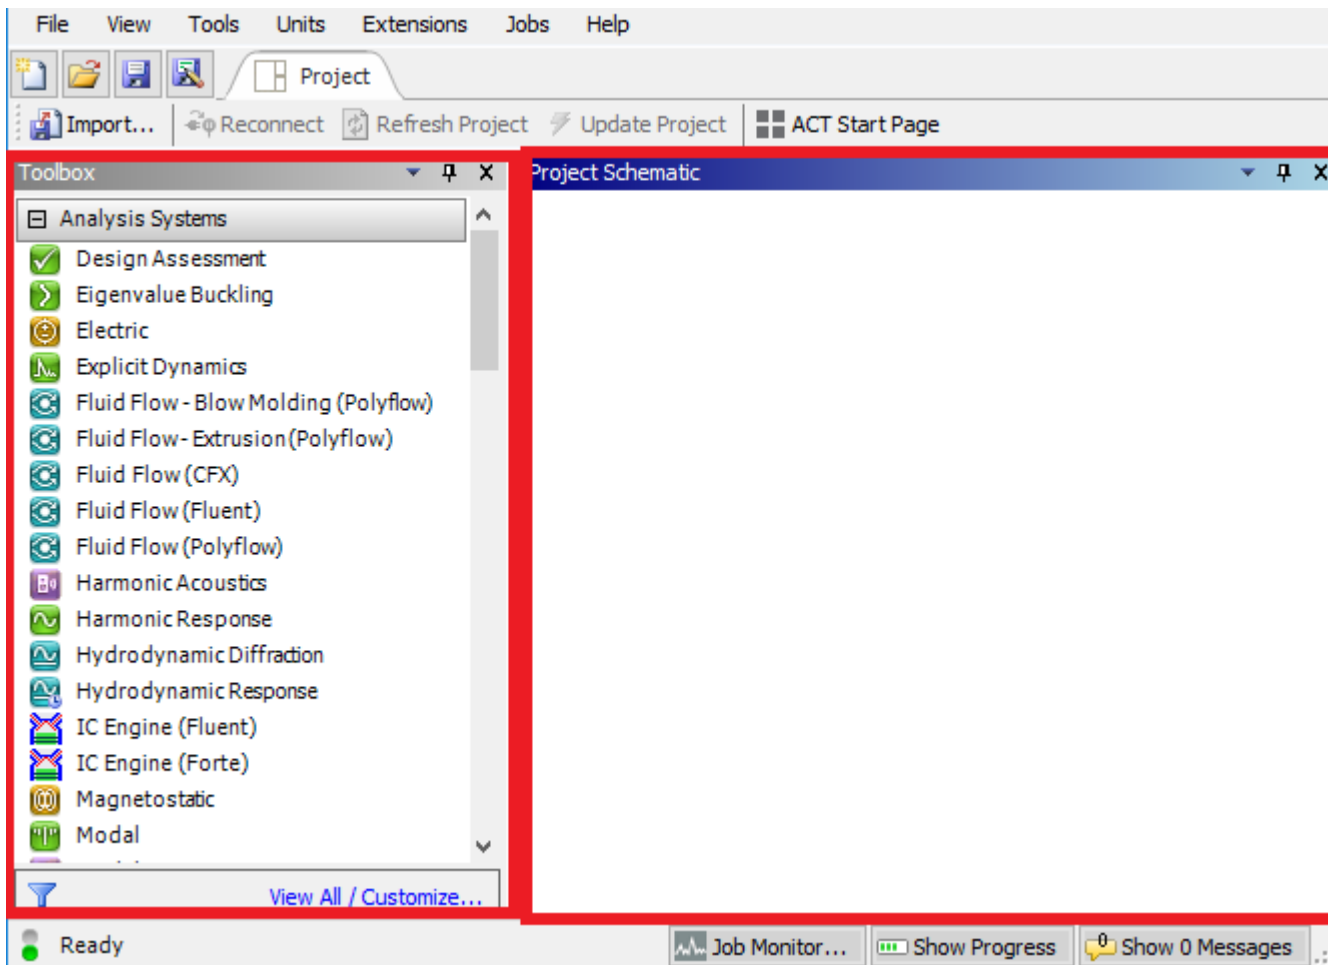 File View Tools Units Extensions Jobs Help
Project
Import... Reconnect Refresh Project Update Project ACT Start Page
Toolbox
Analysis Systems
Design Assessment
Eigenvalue Buckling
Electric
Explicit Dynamics
Fluid Flow - Blow Molding (Polyflow)
Fluid Flow - Extrusion (Polyflow)
Fluid Flow (CFX)
Fluid Flow (Fluent)
Fluid Flow (Polyflow)
Harmonic Acoustics
Harmonic Response
Hydrodynamic Diffraction
Hydrodynamic Response
IC Engine (Fluent)
IC Engine (Forte)
Magnetostatic
Modal
View All / Customize...
Project Schematic
Ready
Job Monitor... Show Progress 0 Show 0 Messages